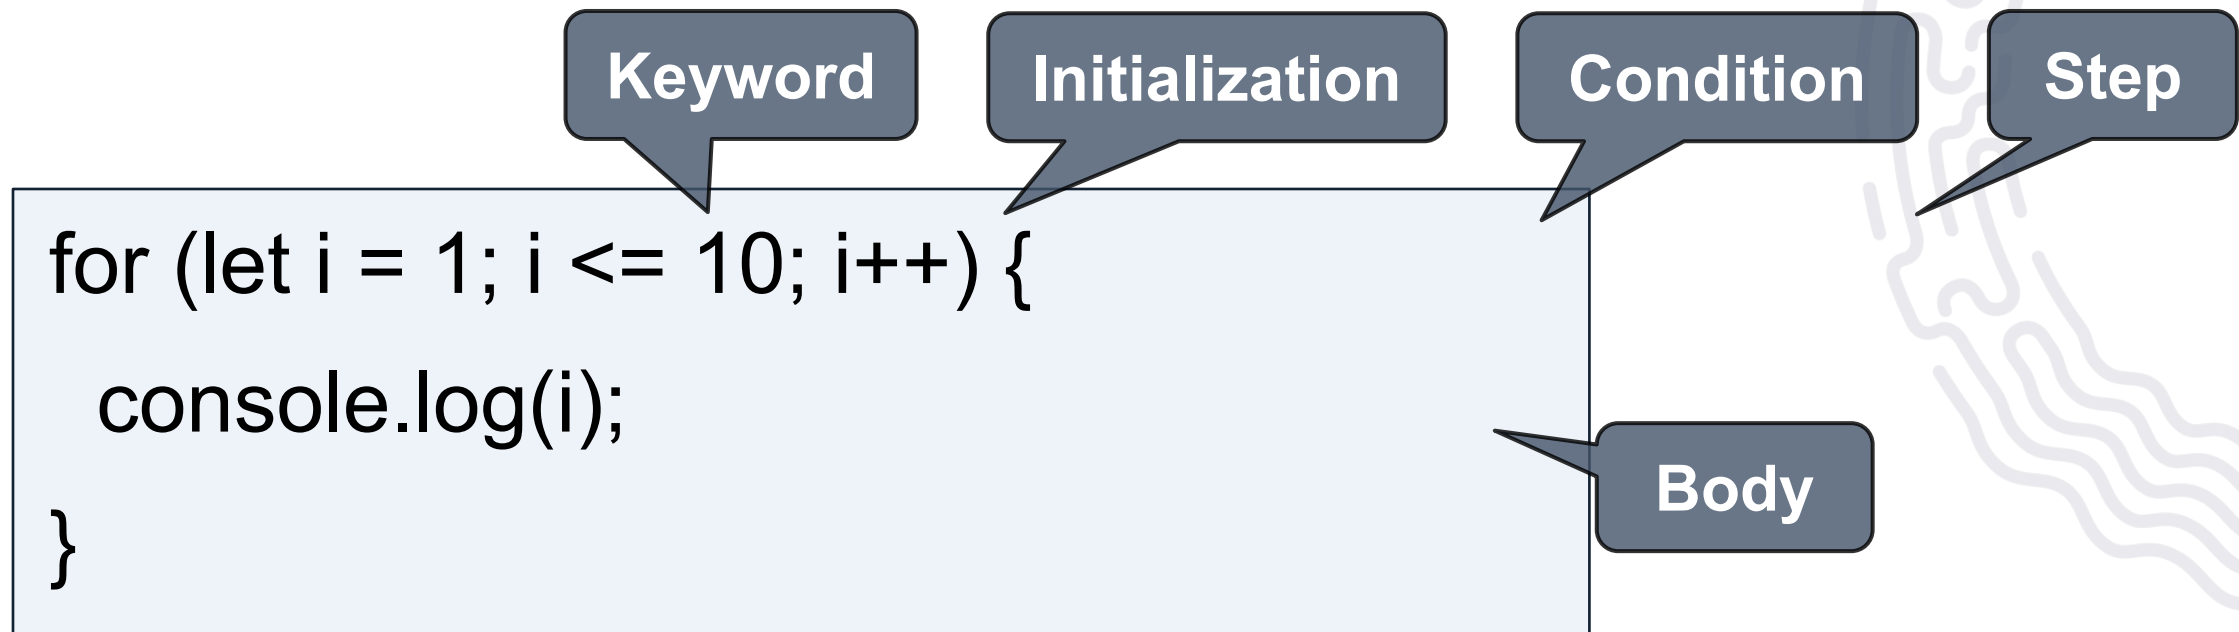 Keyword Initialization Condition Step
for (let i = 1; i <= 10; i++) {
console.log(i);
Body
}